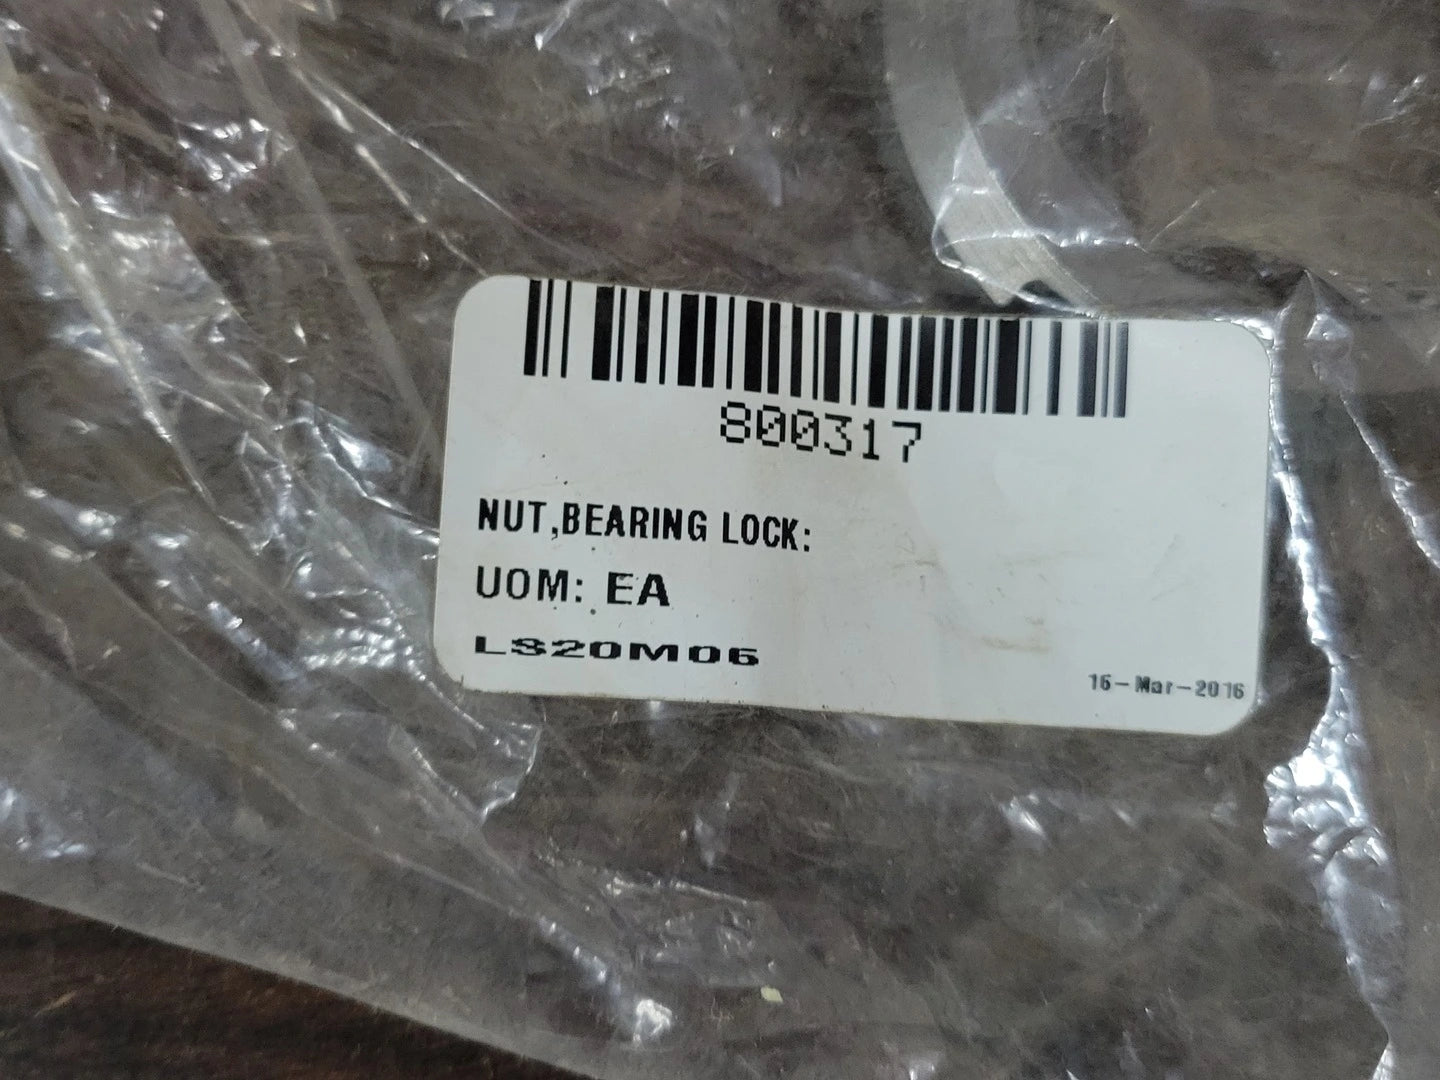 800317
NUT,BEARING LOCK:
UOM: EA
LS20M06
16-Mar-2016